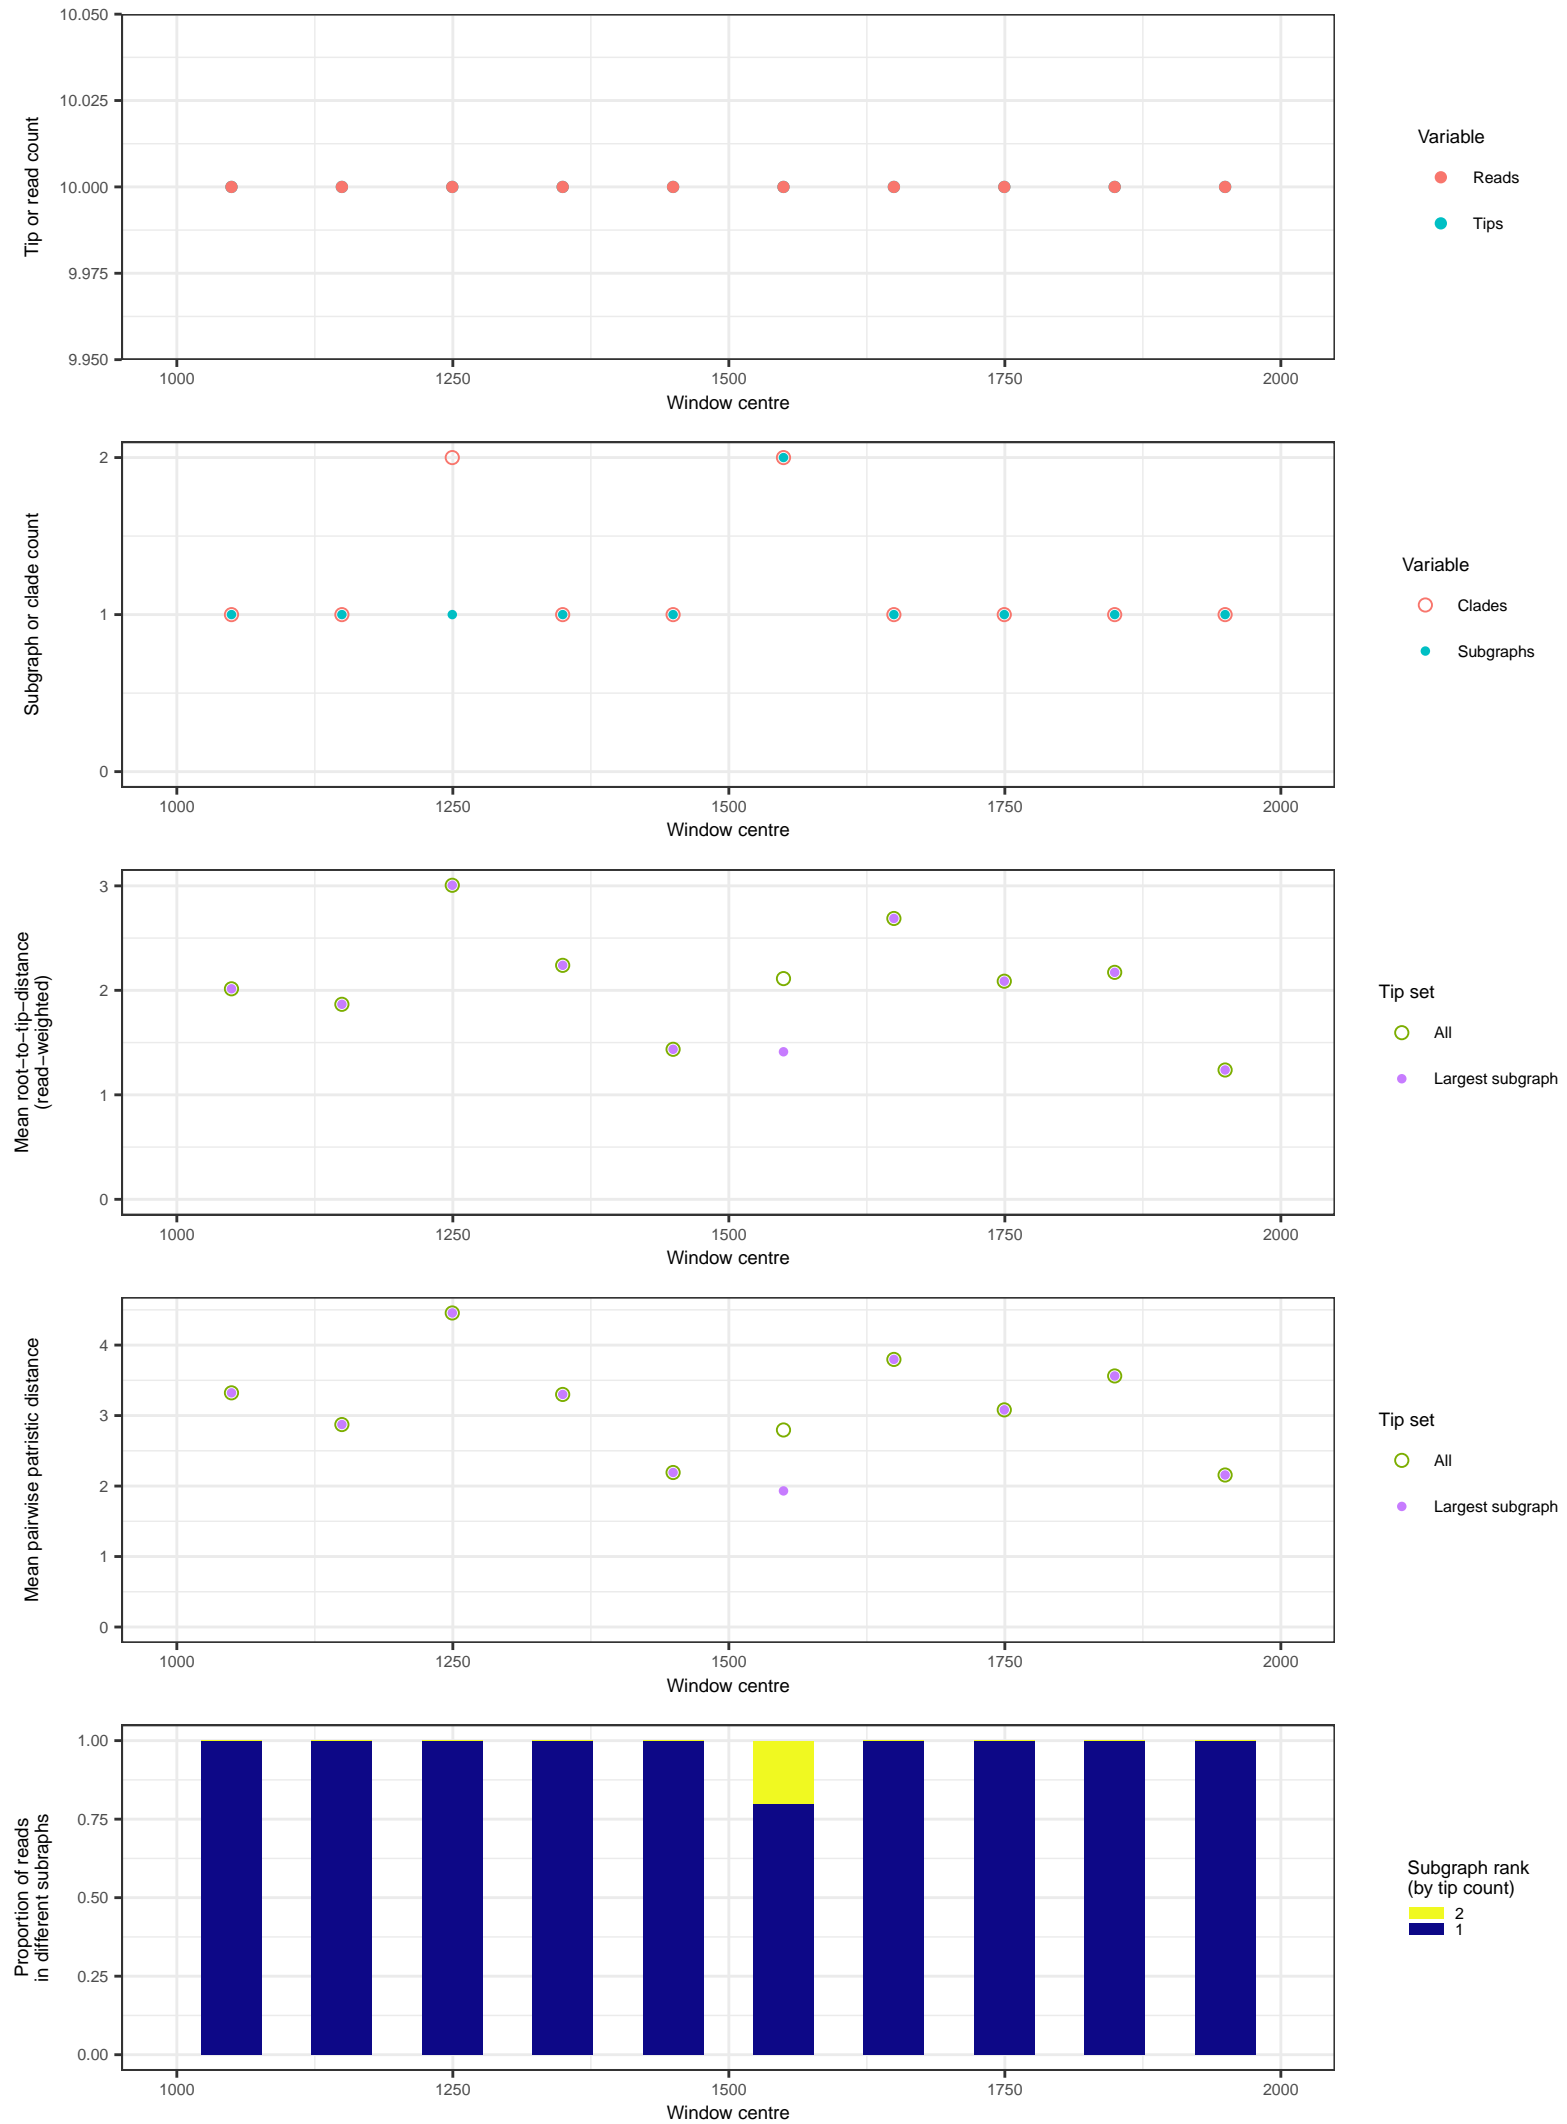 Tip or read count
10.050
10.025
10.000
9.975
9.950
1000 1250 1500 1750 2000
Window centre
Variable
Reads
Tips
Subgraph or clade count
2
1
0
1000 1250 1500 1750 2000
Window centre
Variable
Clades
Subgraphs
Mean root−to−tip−distance
(read−weighted)
3
2
1
0
1000 1250 1500 1750 2000
Window centre
Tip set
All
Largest subgraph
Mean pairwise patristic distance
4
3
2
1
0
1000 1250 1500 1750 2000
Window centre
Tip set
All
Largest subgraph
Proportion of reads
in different subraphs
1.00
0.75
0.50
0.25
0.00
1000 1250 1500 1750 2000
Window centre
Subgraph rank
(by tip count)
2
1